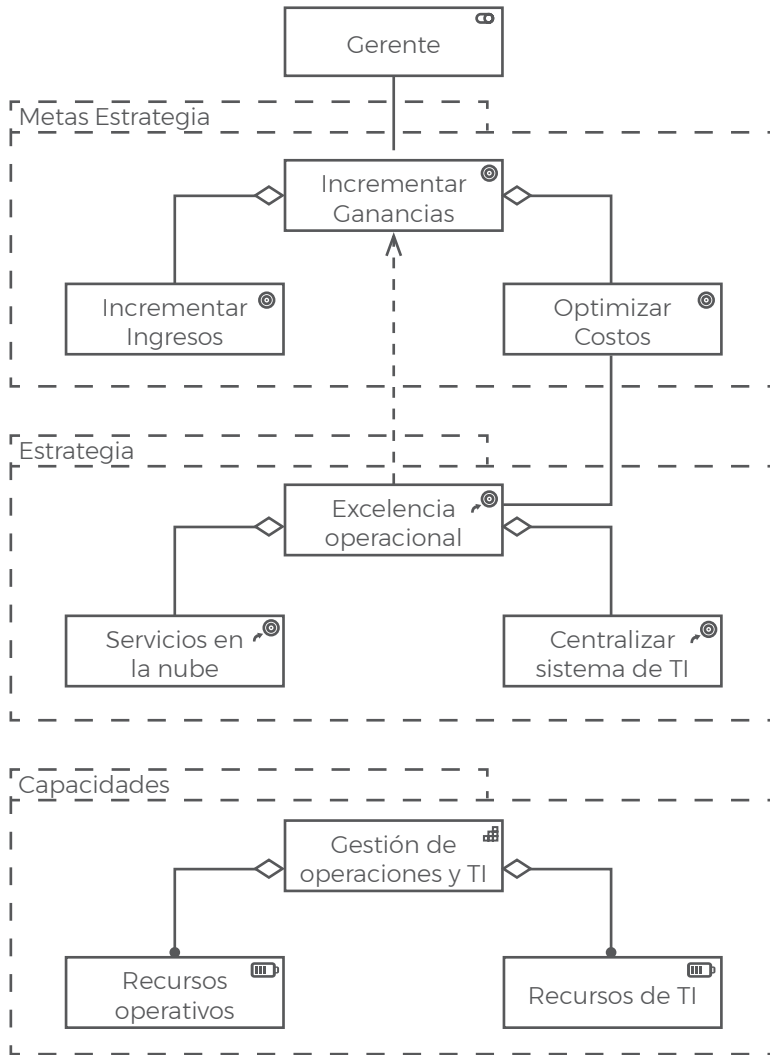 Gerente
Metas Estrategia
Incrementar
Ganancias
Incrementar
Ingresos
Optimizar
Costos
Estrategia
Excelencia
operacional
Servicios en
la nube
Centralizar
sistema de TI
Capacidades
Gestión de
operaciones y TI
Recursos
operativos
Recursos de TI